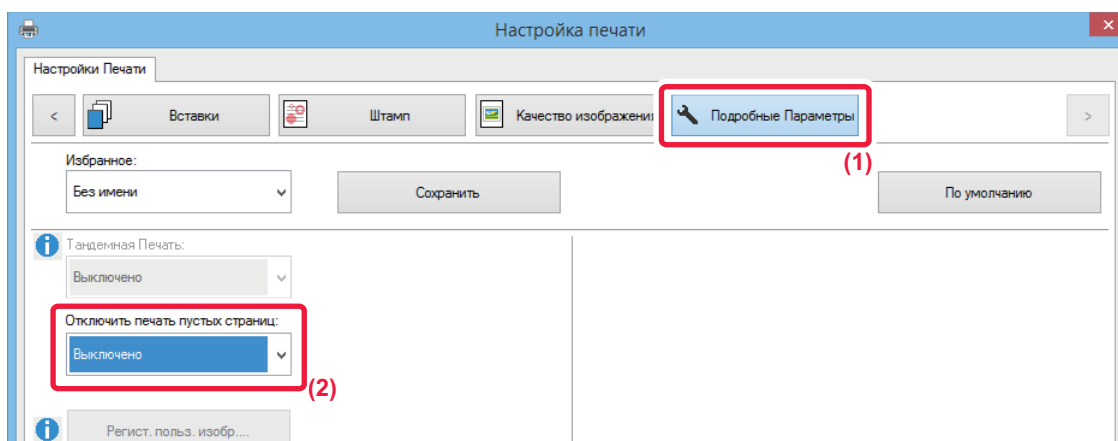 Настройка печати
Настройки Печати
< Вставки Штамп Качество изображения Подробные Параметры >
(1)
Избранное:
Без имени Сохранить По умолчанию
Тандемная Печать:
Выключено
Отключить печать пустых страниц:
Выключено
(2)
Регист. польз. изобр....